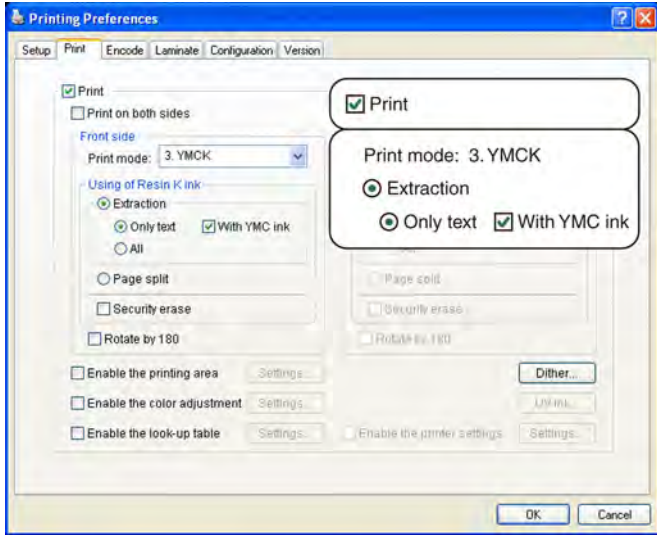 Printing Preferences
Setup Print Encode Laminate Configuration Version
Print
Print on both sides
Front side
Print mode: 3. YMCK
Using of Resin K ink
Extraction
Only text With YMC ink
All
Page split
Security erase
Rotate by 180
Print
Print mode: 3. YMCK
Extraction
Only text With YMC ink
Page split
Security erase
Rotate by 180
Enable the printing area Settings... Dither...
Enable the color adjustment Settings... UV ink...
Enable the look-up table Settings... Enable the printer settings Settings...
OK Cancel